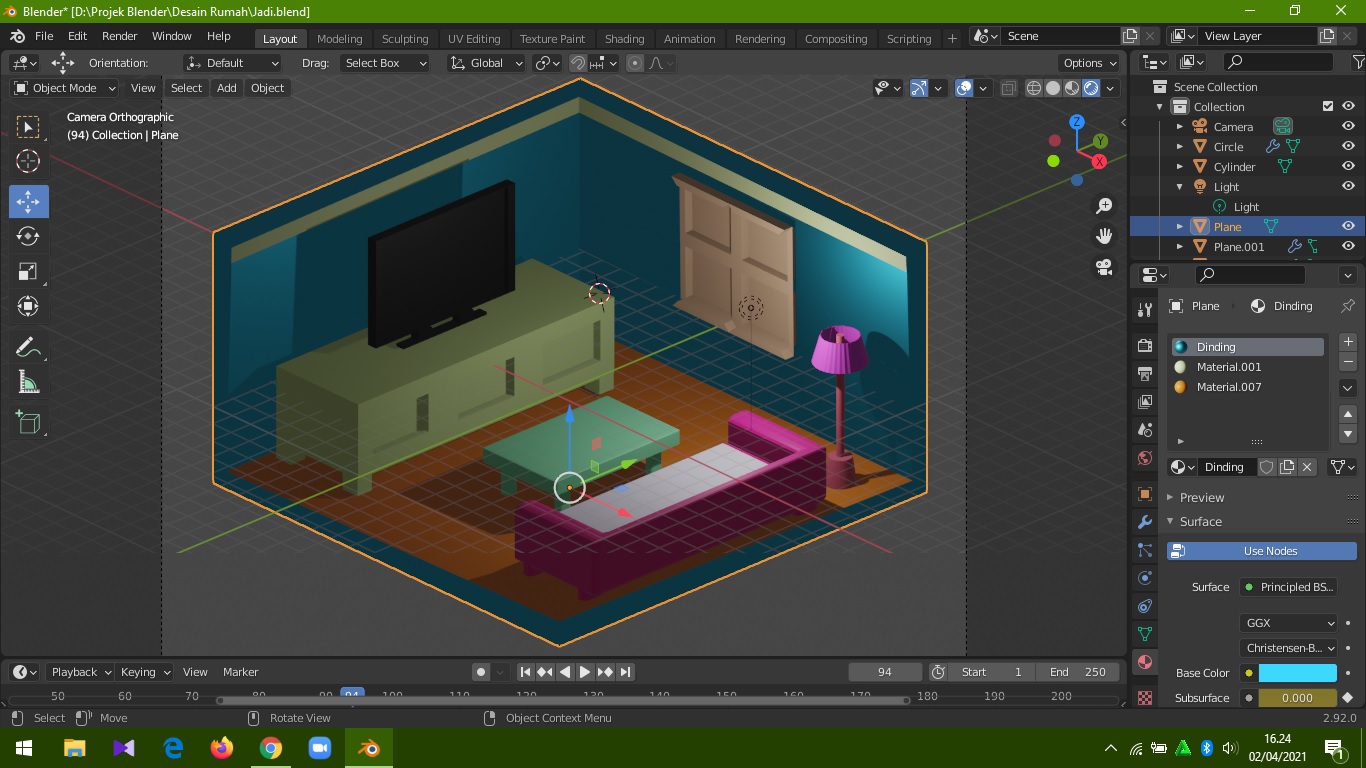 Blender* [D:\Projek Blender\Desain Rumah\Jadi.blend]
File Edit Render Window Help Layout Modeling Sculpting UV Editing Texture Paint Shading Animation Rendering Compositing Scripting + Scene View Layer
Orientation: Default Drag: Select Box Global Options
Object Mode View Select Add Object
Camera Orthographic
(94) Collection | Plane
Z
Y
X
Scene Collection
Collection
Camera
Circle
Cylinder
Light
Light
Plane
Plane.001
Plane Dinding
Dinding
Material.001
Material.007
Dinding
Preview
Surface
Use Nodes
Surface Principled BS...
GGX
Christensen-B...
Base Color
Subsurface 0.000
Playback Keying View Marker 94 Start 1 End 250
50 60 70 80 90 94 100 110 120 130 140 150 160 170 180 190 200
Select Move Rotate View Object Context Menu 2.92.0
16.24
02/04/2021
1